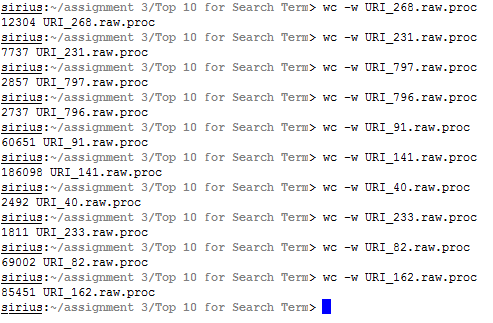 sirius:~/assignment 3/Top 10 for Search Term> wc -w URI_268.raw.proc
12304 URI_268.raw.proc
sirius:~/assignment 3/Top 10 for Search Term> wc -w URI_231.raw.proc
7737 URI_231.raw.proc
sirius:~/assignment 3/Top 10 for Search Term> wc -w URI_797.raw.proc
2857 URI_797.raw.proc
sirius:~/assignment 3/Top 10 for Search Term> wc -w URI_796.raw.proc
2737 URI_796.raw.proc
sirius:~/assignment 3/Top 10 for Search Term> wc -w URI_91.raw.proc
60651 URI_91.raw.proc
sirius:~/assignment 3/Top 10 for Search Term> wc -w URI_141.raw.proc
186098 URI_141.raw.proc
sirius:~/assignment 3/Top 10 for Search Term> wc -w URI_40.raw.proc
2492 URI_40.raw.proc
sirius:~/assignment 3/Top 10 for Search Term> wc -w URI_233.raw.proc
1811 URI_233.raw.proc
sirius:~/assignment 3/Top 10 for Search Term> wc -w URI_82.raw.proc
69002 URI_82.raw.proc
sirius:~/assignment 3/Top 10 for Search Term> wc -w URI_162.raw.proc
85451 URI_162.raw.proc
sirius:~/assignment 3/Top 10 for Search Term>